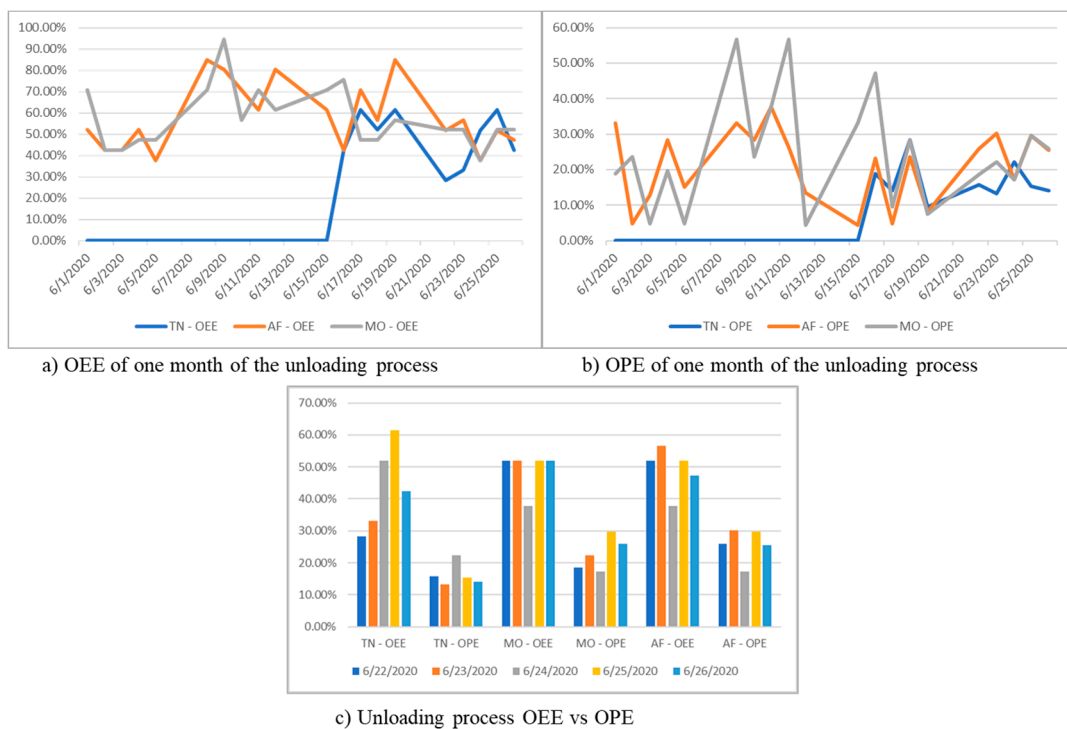 100.00%
90.00%
80.00%
70.00%
60.00%
50.00%
40.00%
30.00%
20.00%
10.00%
0.00%
6/1/2020 6/3/2020 6/5/2020 6/7/2020 6/9/2020 6/11/2020 6/13/2020 6/15/2020 6/17/2020 6/19/2020 6/21/2020 6/23/2020 6/25/2020
TN - OEE AF - OEE MO - OEE
a) OEE of one month of the unloading process
60.00%
50.00%
40.00%
30.00%
20.00%
10.00%
0.00%
6/1/2020 6/3/2020 6/5/2020 6/7/2020 6/9/2020 6/11/2020 6/13/2020 6/15/2020 6/17/2020 6/19/2020 6/21/2020 6/23/2020 6/25/2020
TN - OPE AF - OPE MO - OPE
b) OPE of one month of the unloading process
70.00%
60.00%
50.00%
40.00%
30.00%
20.00%
10.00%
0.00%
TN - OEE TN - OPE MO - OEE MO - OPE AF - OEE AF - OPE
6/22/2020 6/23/2020 6/24/2020 6/25/2020 6/26/2020
c) Unloading process OEE vs OPE